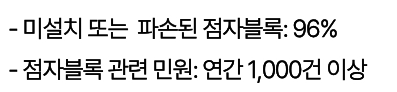 - 미설치 또는 파손된 점자블록: 96%
- 점자블록 관련 민원: 연간 1,000건 이상